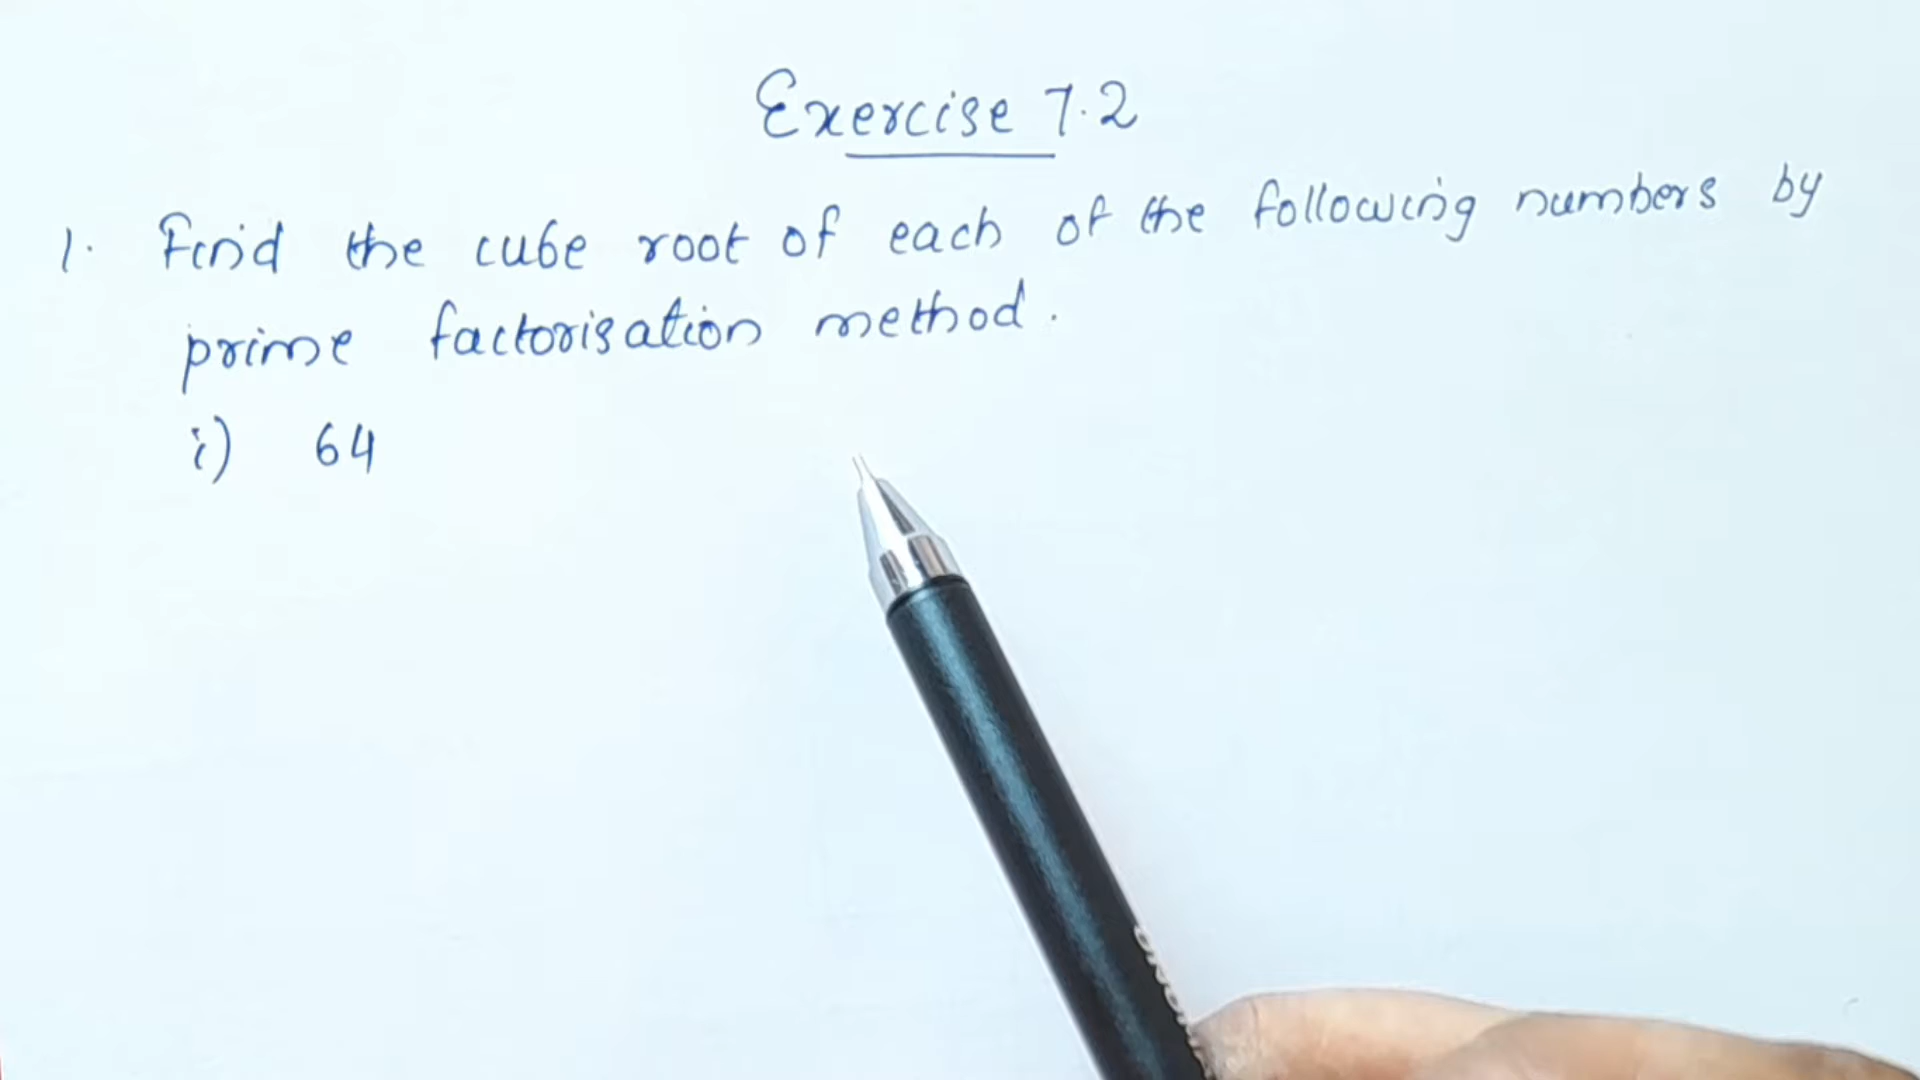 Exercise 7.2
1. Find the cube root of each of the following numbers by
prime factorisation method.
i) 64